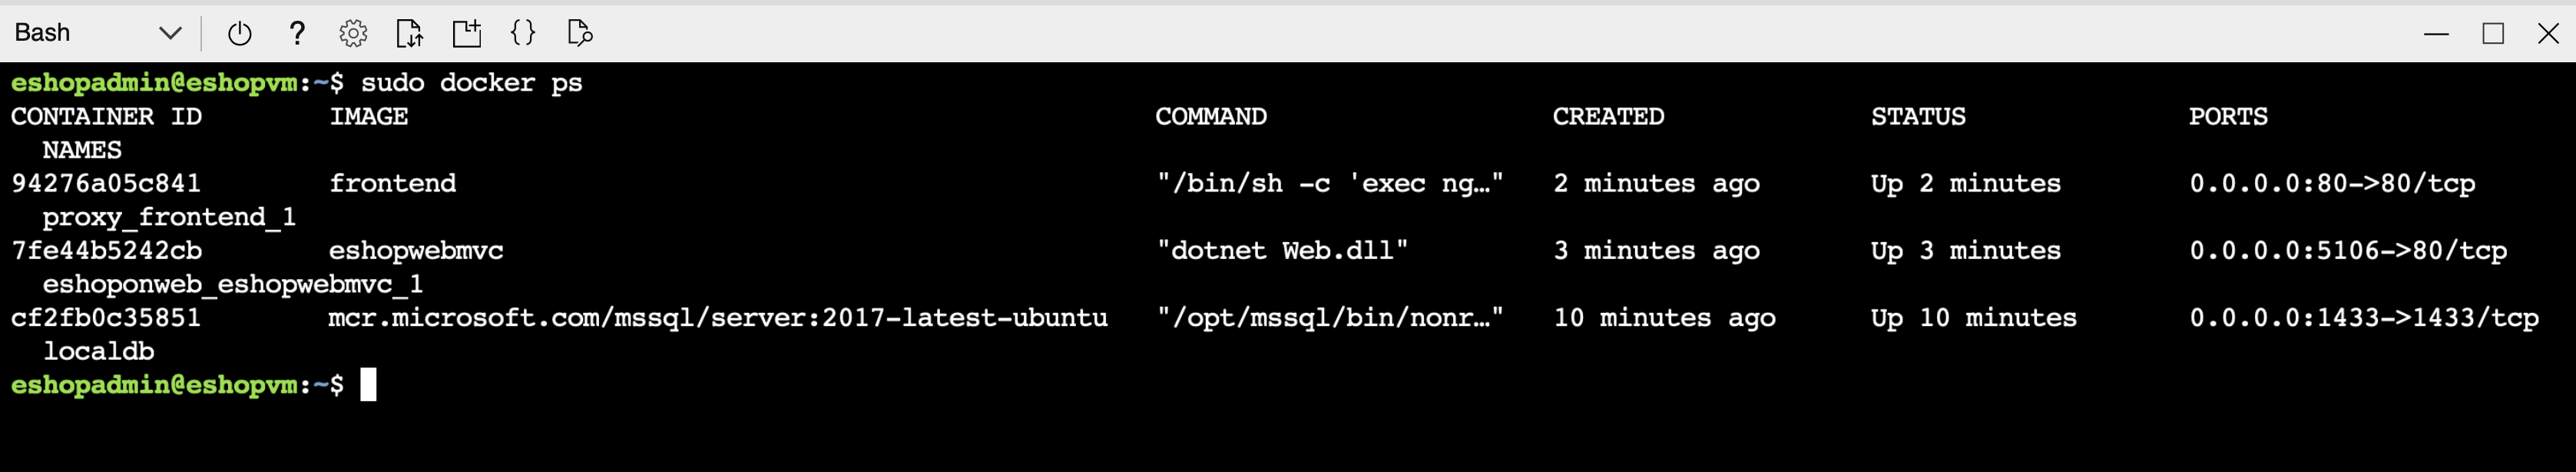 Bash
eshopadmin@eshopvm:~$ sudo docker ps
CONTAINER ID        IMAGE                                             COMMAND                  CREATED             STATUS              PORTS
  NAMES
94276a05c841        frontend                                          "/bin/sh -c 'exec ng…"   2 minutes ago       Up 2 minutes        0.0.0.0:80->80/tcp
  proxy_frontend_1
7fe44b5242cb        eshopwebmvc                                       "dotnet Web.dll"         3 minutes ago       Up 3 minutes        0.0.0.0:5106->80/tcp
  eshoponweb_eshopwebmvc_1
cf2fb0c35851        mcr.microsoft.com/mssql/server:2017-latest-ubuntu   "/opt/mssql/bin/nonr…"   10 minutes ago      Up 10 minutes       0.0.0.0:1433->1433/tcp
  localdb
eshopadmin@eshopvm:~$